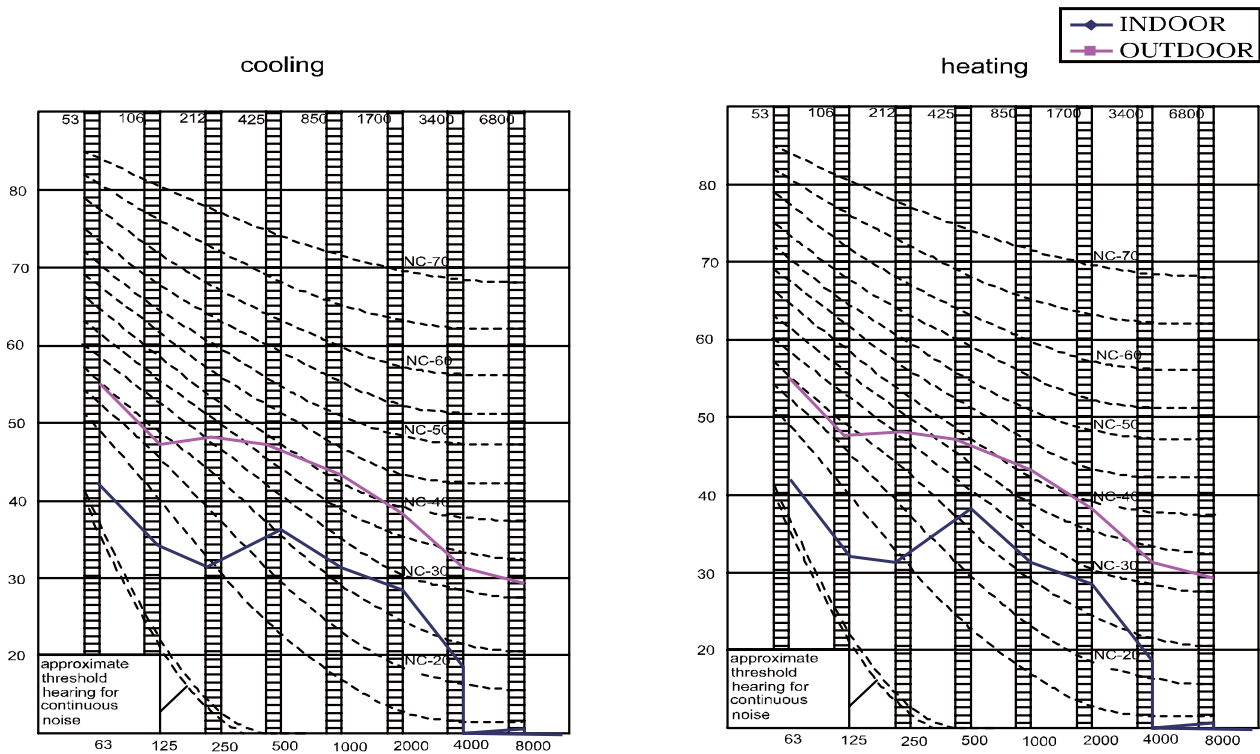 INDOOR
OUTDOOR
cooling
53 106 212 425 850 1700 3400 6800
80
70
60
50
40
30
20
NC-70
NC-60
NC-50
NC-40
NC-30
NC-20
approximate
threshold
hearing for
continuous
noise
63 125 250 500 1000 2000 4000 8000
heating
53 106 212 425 850 1700 3400 6800
80
70
60
50
40
30
20
NC-70
NC-60
NC-50
NC-40
NC-30
NC-20
approximate
threshold
hearing for
continuous
noise
63 125 250 500 1000 2000 4000 8000